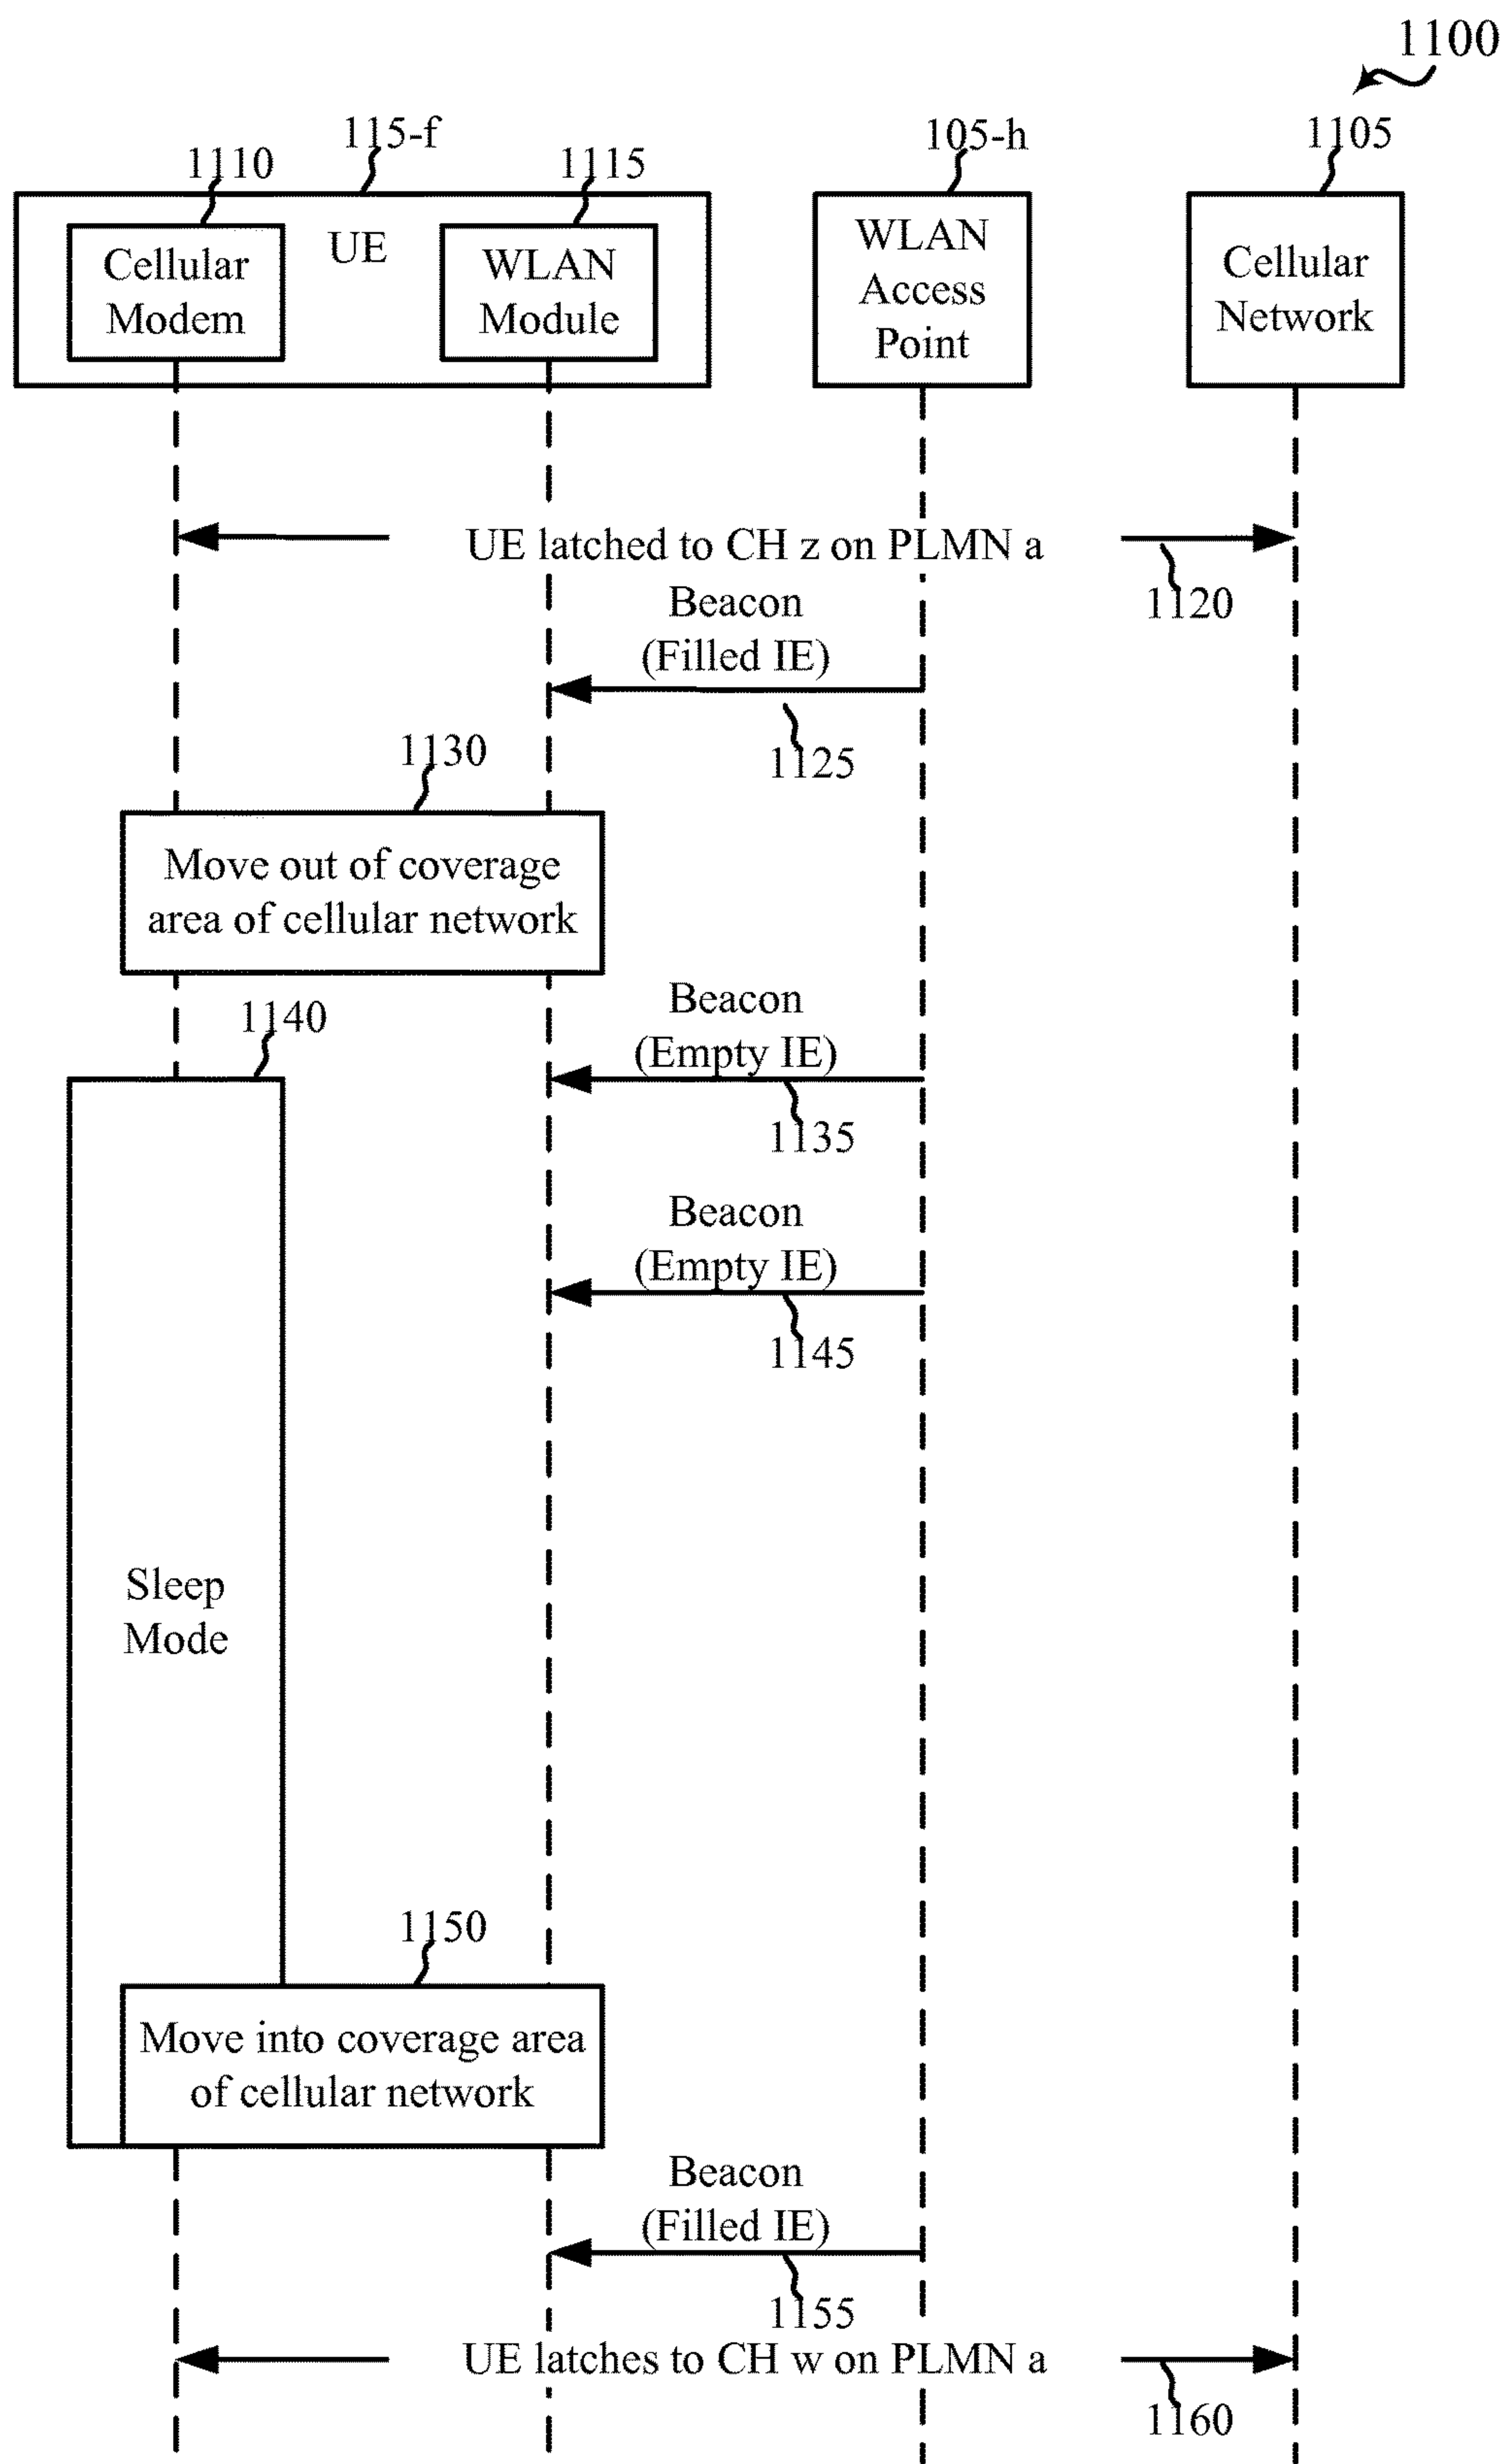 1100
115-f
105-h
1105
1110
1115
UE
Cellular
Modem
WLAN
Module
WLAN
Access
Point
Cellular
Network
UE latched to CH z on PLMN a
1120
Beacon
(Filled IE)
1125
1130
Move out of coverage
area of cellular network
1140
Beacon
(Empty IE)
1135
Beacon
(Empty IE)
1145
Sleep
Mode
1150
Move into coverage area
of cellular network
Beacon
(Filled IE)
1155
UE latches to CH w on PLMN a
1160